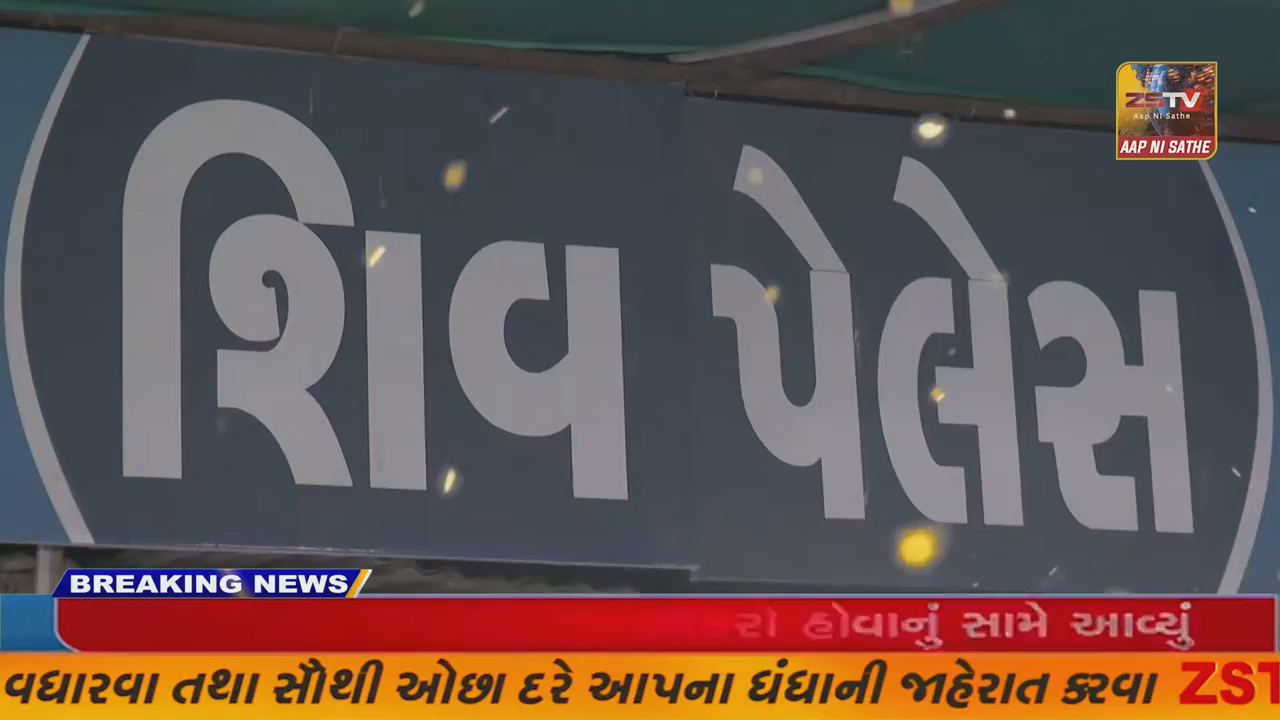 શિવ પેલેસ
ZSTV
Aap Ni Sathe
AAP NI SATHE
BREAKING NEWS
હોવાનું સામે આવ્યું
વધારવા તથા સૌથી ઓછા દરે આપના ધંધાની જાહેરાત કરવા